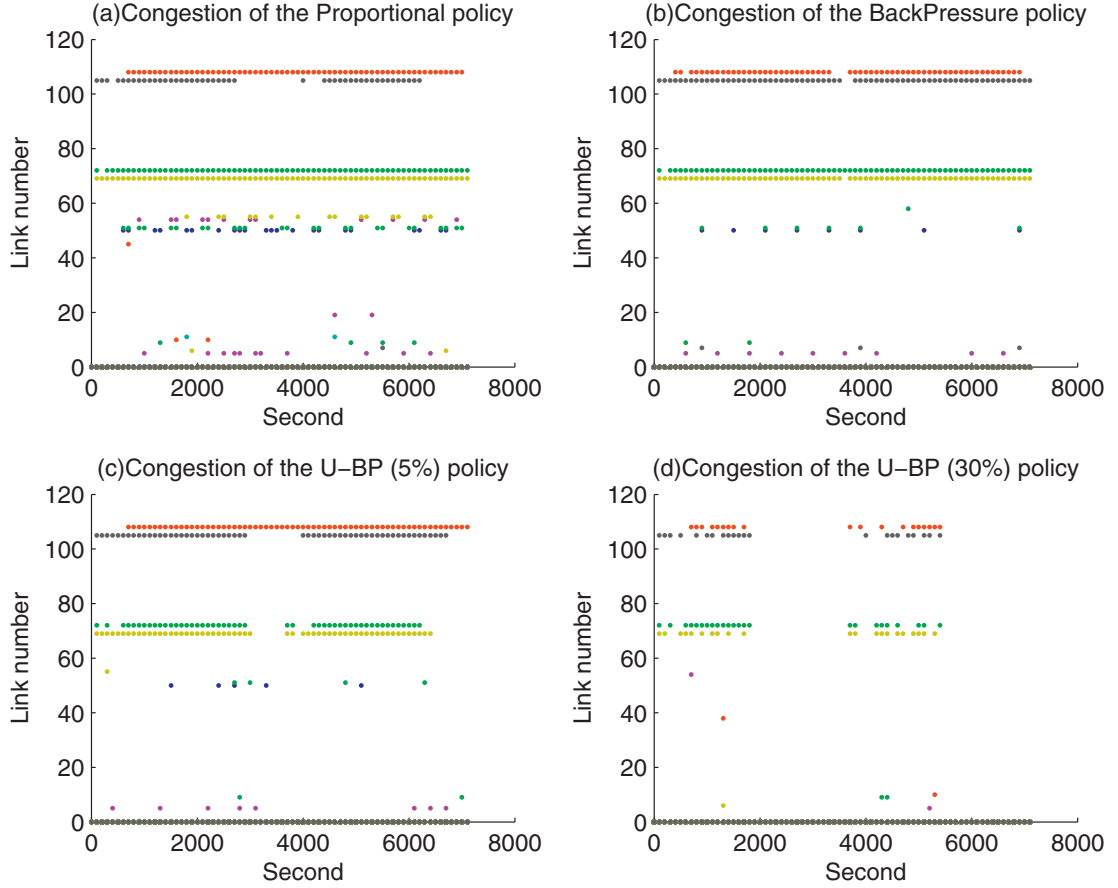 (a)Congestion of the Proportional policy
120
100
80
60
40
20
0
Link number
0 2000 4000 6000 8000
Second
(b)Congestion of the BackPressure policy
120
100
80
60
40
20
0
Link number
0 2000 4000 6000 8000
Second
(c)Congestion of the U−BP (5%) policy
120
100
80
60
40
20
0
Link number
0 2000 4000 6000 8000
Second
(d)Congestion of the U−BP (30%) policy
120
100
80
60
40
20
0
Link number
0 2000 4000 6000 8000
Second